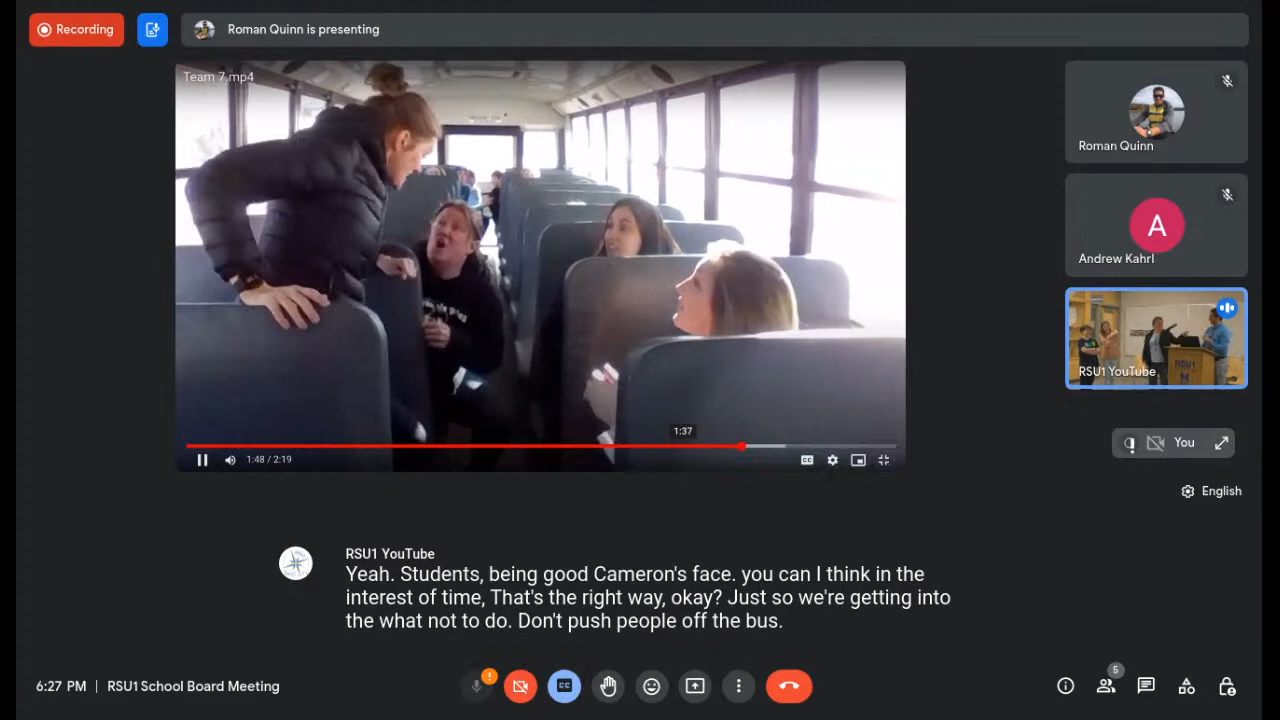 Recording
Roman Quinn is presenting
Team 7.mp4
Roman Quinn
A
Andrew Kahrl
RSU1
RSU1 YouTube
1:37
1:48 / 2:19
CC
You
English
RSU1 YouTube
Yeah. Students, being good Cameron's face. you can I think in the
interest of time, That's the right way, okay? Just so we're getting into
the what not to do. Don't push people off the bus.
6:27 PM | RSU1 School Board Meeting
!
CC
5